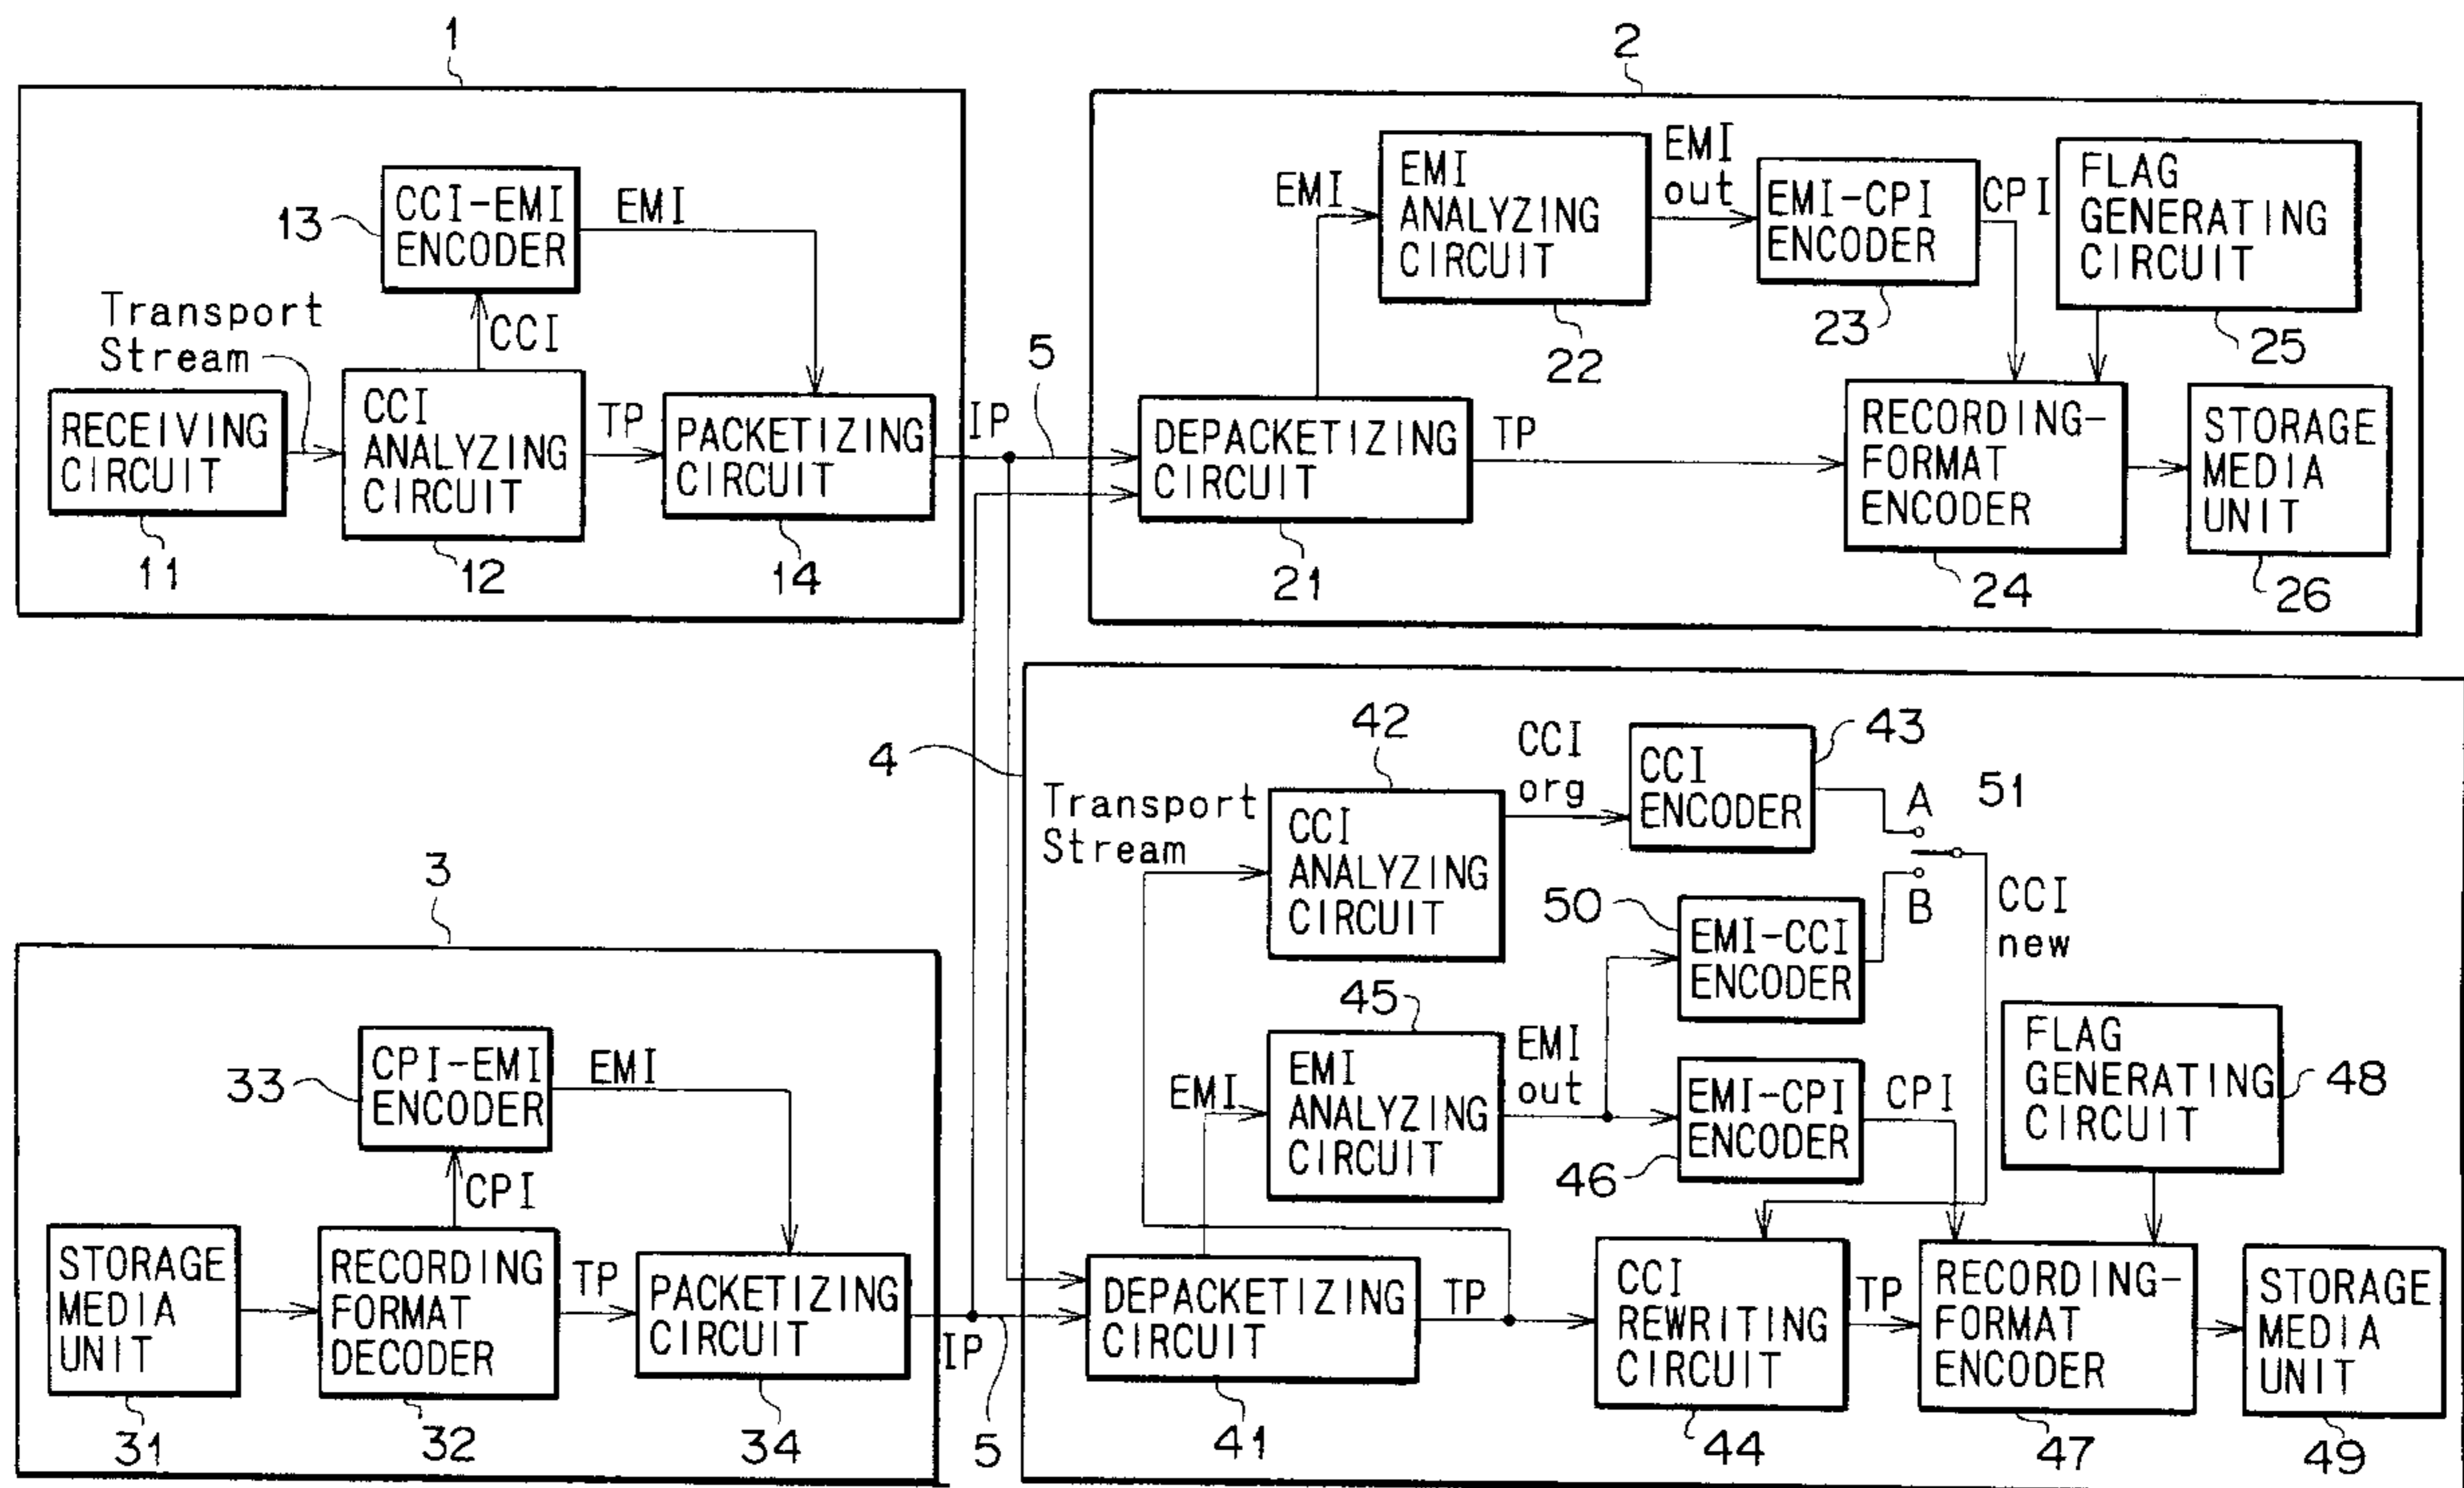 1
CCI-EMI
ENCODER
13
EMI
Transport
Stream
CCI
RECEIVING
CIRCUIT
11
CCI
ANALYZING
CIRCUIT
12
TP
PACKETIZING
CIRCUIT
14
IP
5
2
EMI
EMI
ANALYZING
CIRCUIT
22
EMI
out
EMI-CPI
ENCODER
23
CPI
FLAG
GENERATING
CIRCUIT
25
DEPACKETIZING
CIRCUIT
21
TP
RECORDING-
FORMAT
ENCODER
24
STORAGE
MEDIA
UNIT
26
3
CPI-EMI
ENCODER
33
EMI
CPI
STORAGE
MEDIA
UNIT
31
RECORDING
FORMAT
DECODER
32
TP
PACKETIZING
CIRCUIT
34
IP
5
4
Transport
Stream
42
CCI
ANALYZING
CIRCUIT
CCI
org
43
CCI
ENCODER
A
51
B
CCI
new
50
EMI-CCI
ENCODER
45
EMI
EMI
ANALYZING
CIRCUIT
EMI
out
EMI-CPI
ENCODER
46
CPI
FLAG
GENERATING
CIRCUIT
48
DEPACKETIZING
CIRCUIT
41
TP
CCI
REWRITING
CIRCUIT
44
TP
RECORDING-
FORMAT
ENCODER
47
STORAGE
MEDIA
UNIT
49